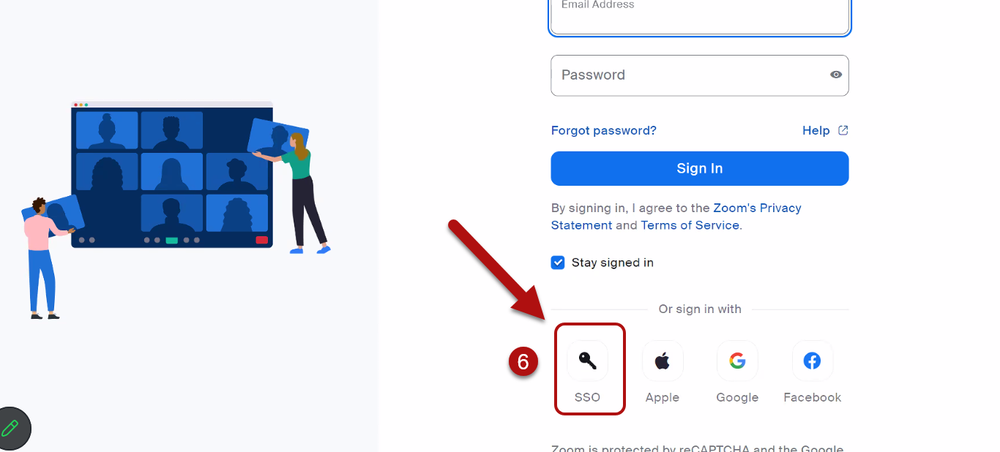 Email Address
Password
Forgot password?
Help
Sign In
By signing in, I agree to the Zoom's Privacy
Statement and Terms of Service.
Stay signed in
Or sign in with
6
SSO
Apple
Google
Facebook
Zoom is protected by reCAPTCHA and the Google